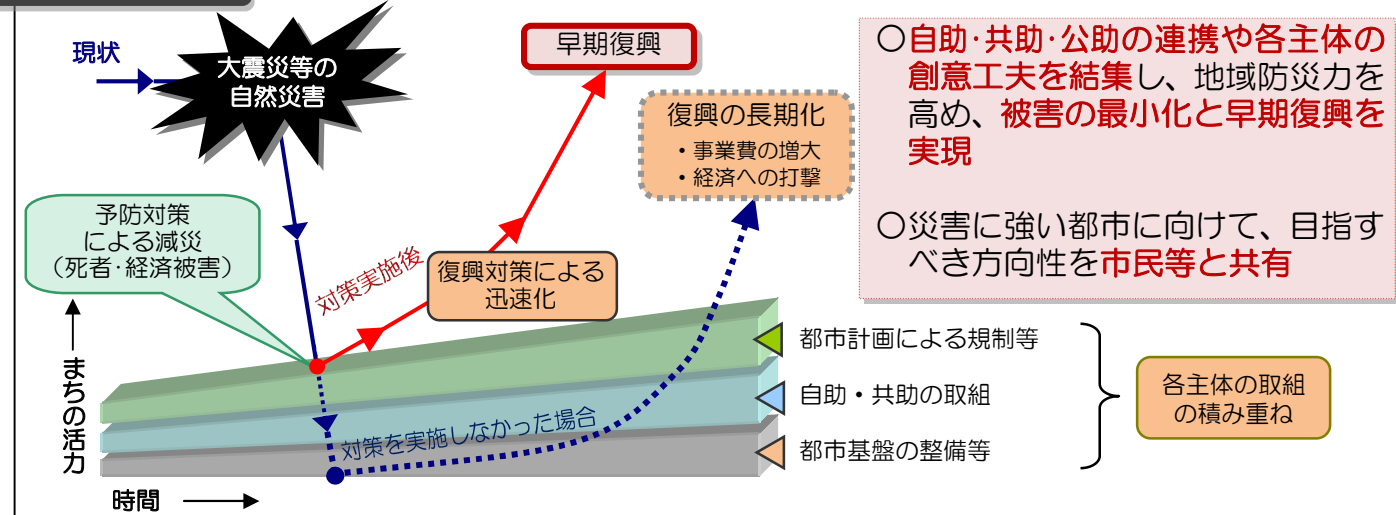 現状
大震災等の
自然災害
早期復興
復興の長期化
・事業費の増大
・経済への打撃
予防対策
による減災
（死者･経済被害）
対策実施後
復興対策による
迅速化
対策を実施しなかった場合
まちの活力
時間
都市計画による規制等
自助・共助の取組
都市基盤の整備等
各主体の取組
の積み重ね
○自助･共助･公助の連携や各主体の
創意工夫を結集し、地域防災力を
高め、被害の最小化と早期復興を
実現
○災害に強い都市に向けて、目指す
べき方向性を市民等と共有